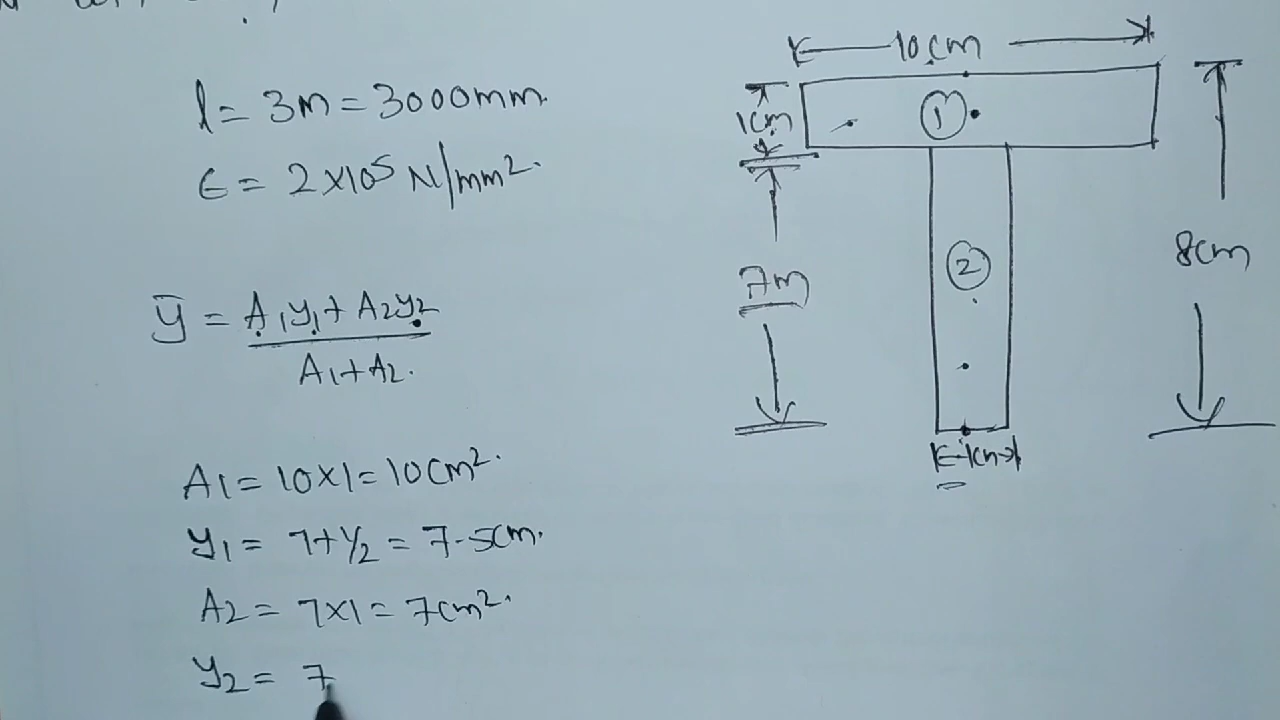 l = 3m = 3000mm.
E = 2×10⁵ N/mm².
ȳ = A₁y₁ + A₂y₂
A₁+A₂.
A₁ = 10×1 = 10cm².
y₁ = 7+1/2 = 7.5cm.
A₂ = 7×1 = 7cm².
y₂ = 7
10cm
1cm
1
2
7m
8cm
1cm